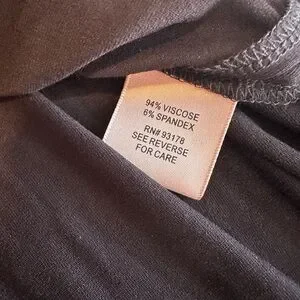 94% VISCOSE
6% SPANDEX
RN# 93178
SEE REVERSE
FOR CARE